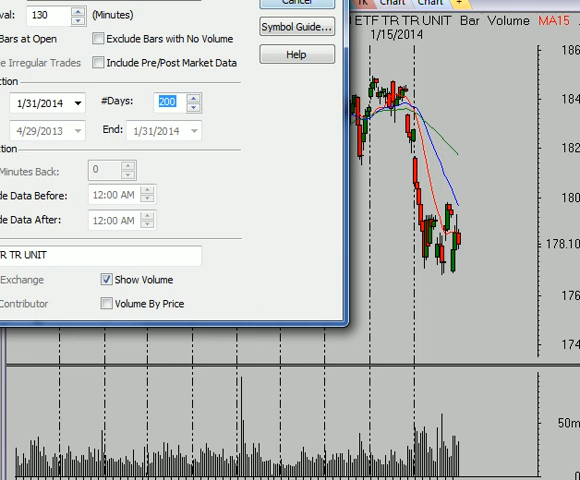 Cancel
TK Chart Chart +
val: 130 (Minutes)
Symbol Guide...
ETF TR TR UNIT Bar Volume MA15
1/15/2014
Bars at Open Exclude Bars with No Volume
Help
186
e Irregular Trades Include Pre/Post Market Data
ction
1/31/2014 #Days: 200
184
4/29/2013 End: 1/31/2014
ction
182
Minutes Back: 0
de Data Before: 12:00 AM
180
de Data After: 12:00 AM
178.10
R TR UNIT
Exchange Show Volume
176
Contributor Volume By Price
174
50m